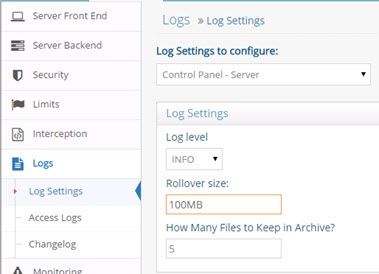 Server Front End
Server Backend
Security
Limits
Interception
Logs
Log Settings
Access Logs
Changelog
Monitoring
Logs » Log Settings
Log Settings to configure:
Control Panel - Server
Log Settings
Log level
INFO
Rollover size:
100MB
How Many Files to Keep in Archive?
5